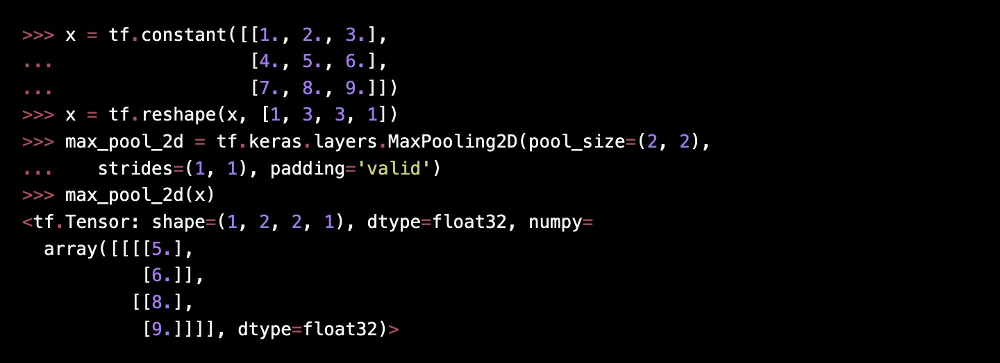 >>> x = tf.constant([[1., 2., 3.],
...                  [4., 5., 6.],
...                  [7., 8., 9.]])
>>> x = tf.reshape(x, [1, 3, 3, 1])
>>> max_pool_2d = tf.keras.layers.MaxPooling2D(pool_size=(2, 2),
...    strides=(1, 1), padding='valid')
>>> max_pool_2d(x)
<tf.Tensor: shape=(1, 2, 2, 1), dtype=float32, numpy=
  array([[[[5.],
           [6.]],
          [[8.],
           [9.]]]], dtype=float32)>